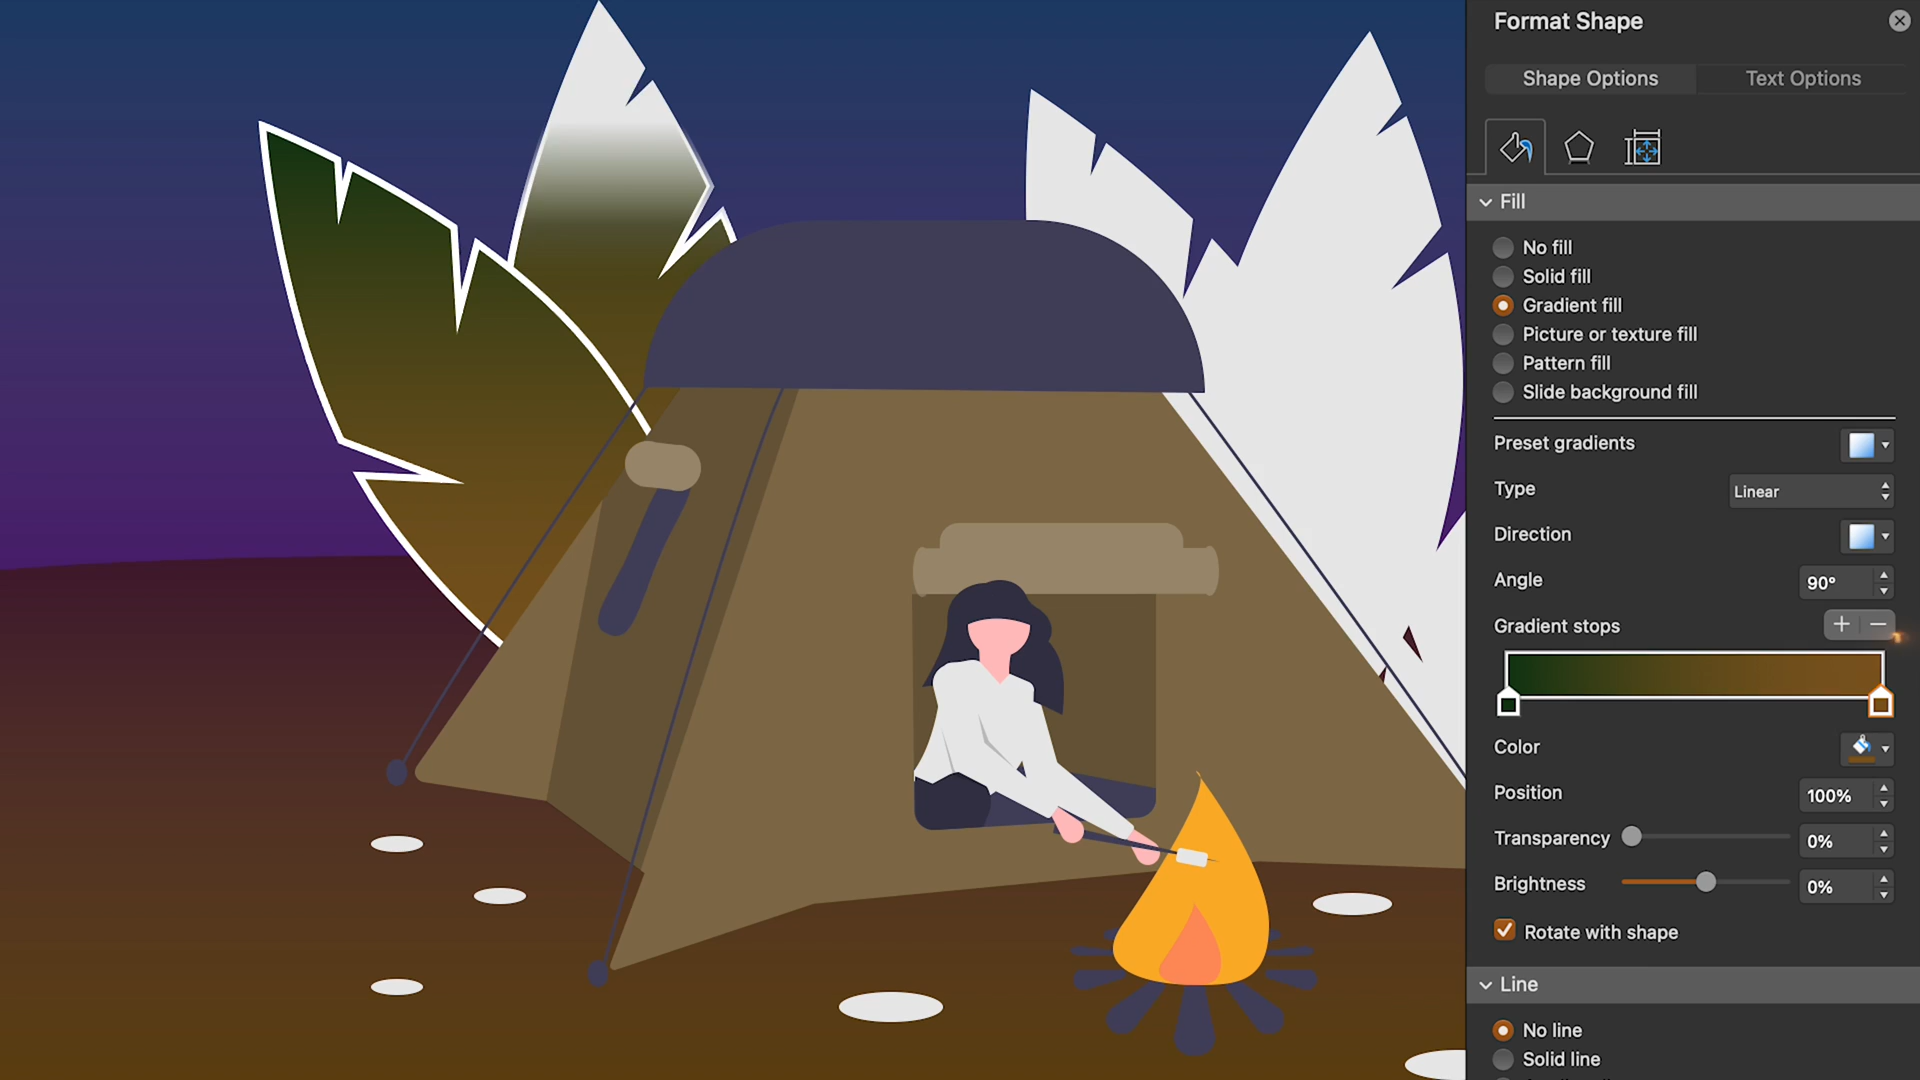 Format Shape
Shape Options Text Options
Fill
No fill
Solid fill
Gradient fill
Picture or texture fill
Pattern fill
Slide background fill
Preset gradients
Type Linear
Direction
Angle 90°
Gradient stops
Color
Position 100%
Transparency 0%
Brightness 0%
Rotate with shape
Line
No line
Solid line